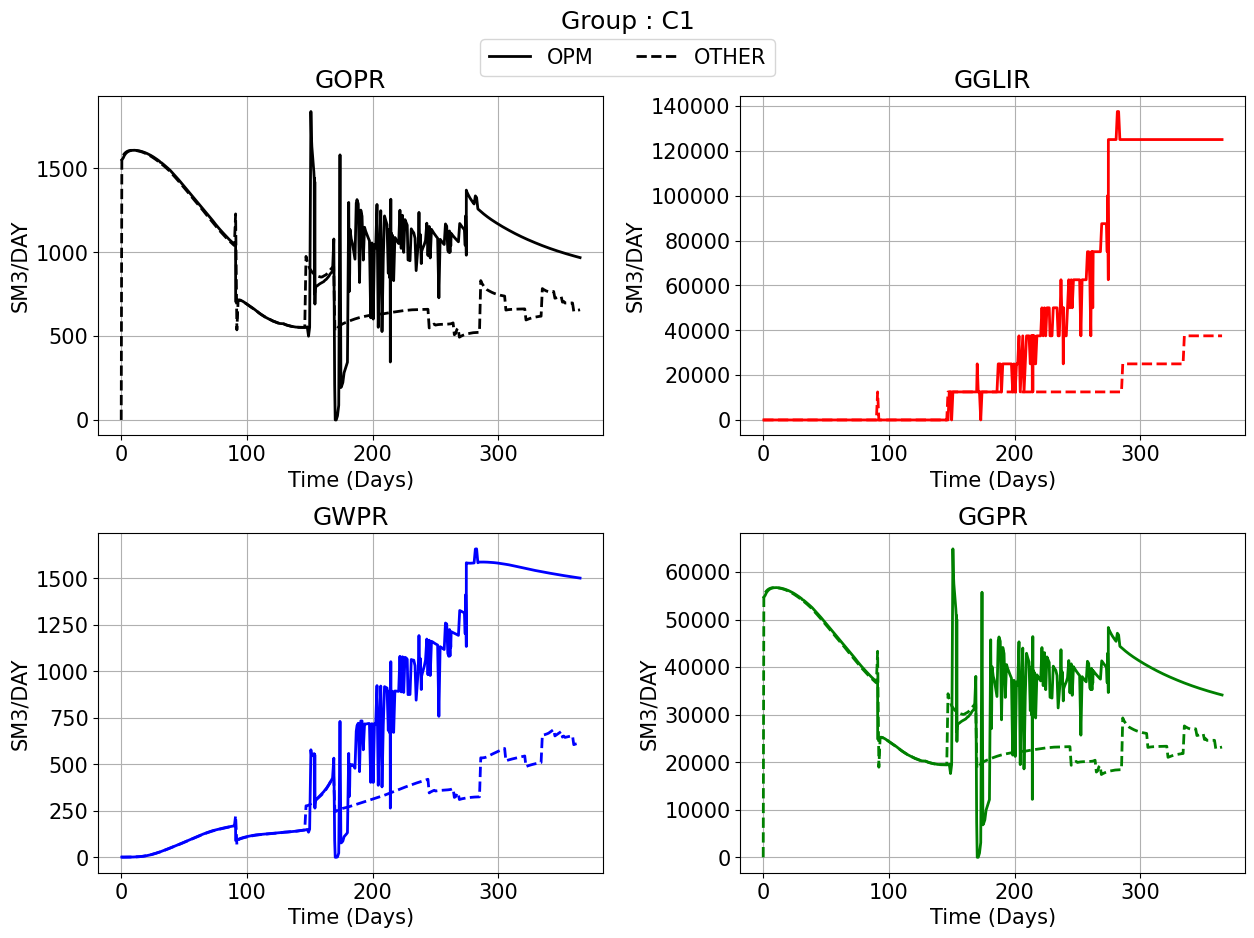 Group : C1
OPM OTHER
GOPR
SM3/DAY
1500
1000
500
0
0 100 200 300
Time (Days)
GGLIR
SM3/DAY
140000
120000
100000
80000
60000
40000
20000
0
0 100 200 300
Time (Days)
GWPR
SM3/DAY
1500
1250
1000
750
500
250
0
0 100 200 300
Time (Days)
GGPR
SM3/DAY
60000
50000
40000
30000
20000
10000
0
0 100 200 300
Time (Days)